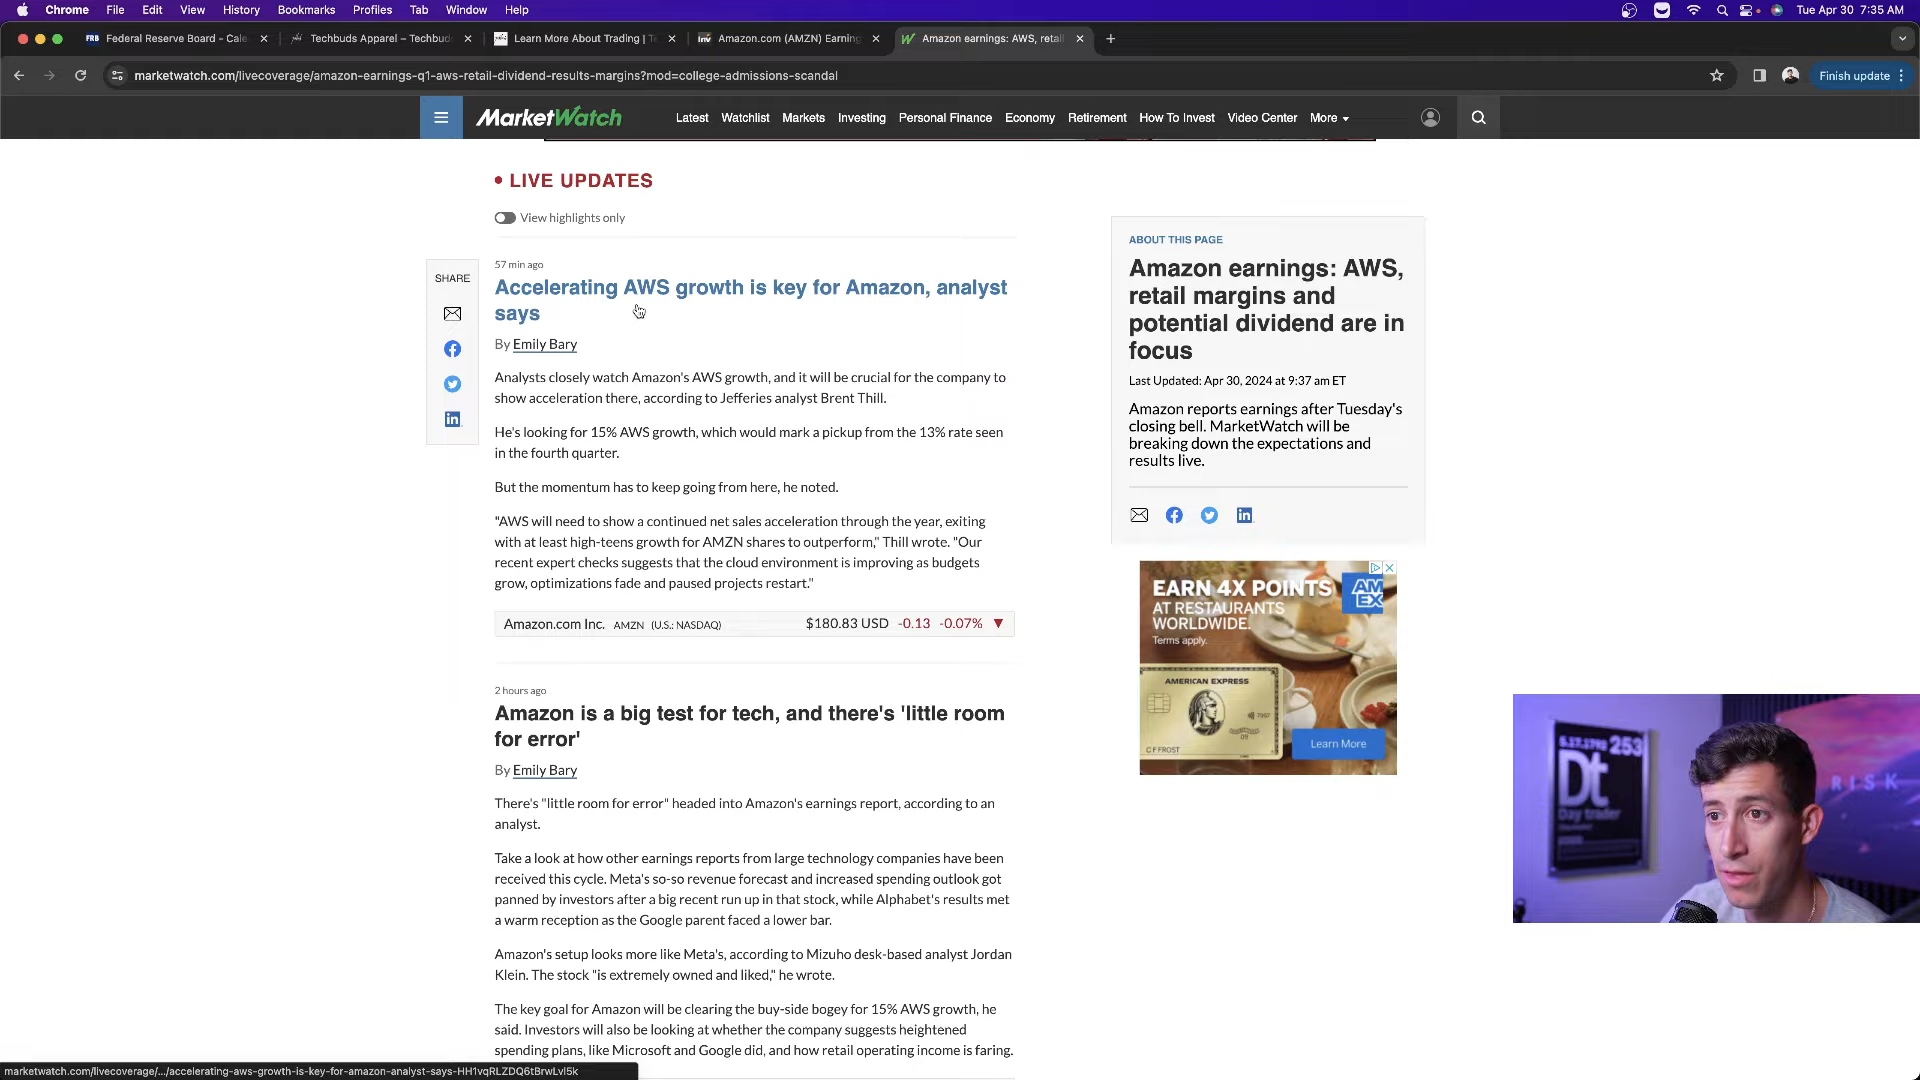 Chrome File Edit View History Bookmarks Profiles Tab Window Help Tue Apr 30 7:35 AM
FRB Federal Reserve Board - Cale Techbuds Apparel – Techbud Learn More About Trading | T inv Amazon.com (AMZN) Earnin Amazon earnings: AWS, reta
marketwatch.com/livecoverage/amazon-earnings-q1-aws-retail-dividend-results-margins?mod=college-admissions-scandal Finish update
MarketWatch Latest Watchlist Markets Investing Personal Finance Economy Retirement How To Invest Video Center More
• LIVE UPDATES
View highlights only
SHARE
57 min ago
Accelerating AWS growth is key for Amazon, analyst
says
By Emily Bary
Analysts closely watch Amazon's AWS growth, and it will be crucial for the company to
show acceleration there, according to Jefferies analyst Brent Thill.
He's looking for 15% AWS growth, which would mark a pickup from the 13% rate seen
in the fourth quarter.
But the momentum has to keep going from here, he noted.
"AWS will need to show a continued net sales acceleration through the year, exiting
with at least high-teens growth for AMZN shares to outperform," Thill wrote. "Our
recent expert checks suggests that the cloud environment is improving as budgets
grow, optimizations fade and paused projects restart."
Amazon.com Inc. AMZN (U.S.: NASDAQ) $180.83 USD -0.13 -0.07% ▼
2 hours ago
Amazon is a big test for tech, and there's 'little room
for error'
By Emily Bary
There's "little room for error" headed into Amazon's earnings report, according to an
analyst.
Take a look at how other earnings reports from large technology companies have been
received this cycle. Meta's so-so revenue forecast and increased spending outlook got
panned by investors after a big recent run up in that stock, while Alphabet's results met
a warm reception as the Google parent faced a lower bar.
Amazon's setup looks more like Meta's, according to Mizuho desk-based analyst Jordan
Klein. The stock "is extremely owned and liked," he wrote.
The key goal for Amazon will be clearing the buy-side bogey for 15% AWS growth, he
said. Investors will also be looking at whether the company suggests heightened
spending plans, like Microsoft and Google did, and how retail operating income is faring.
marketwatch.com/livecoverage/.../accelerating-aws-growth-is-key-for-amazon-analyst-says-HH1vqRLZDQ6tBrwLvl5k
ABOUT THIS PAGE
Amazon earnings: AWS,
retail margins and
potential dividend are in
focus
Last Updated: Apr 30, 2024 at 9:37 am ET
Amazon reports earnings after Tuesday's
closing bell. MarketWatch will be
breaking down the expectations and
results live.
EARN 4X POINTS
AT RESTAURANTS
WORLDWIDE.
Terms apply.
AM
EX
AMERICAN EXPRESS
C F FROST
Learn More
253
Dt
Day trader
RISK